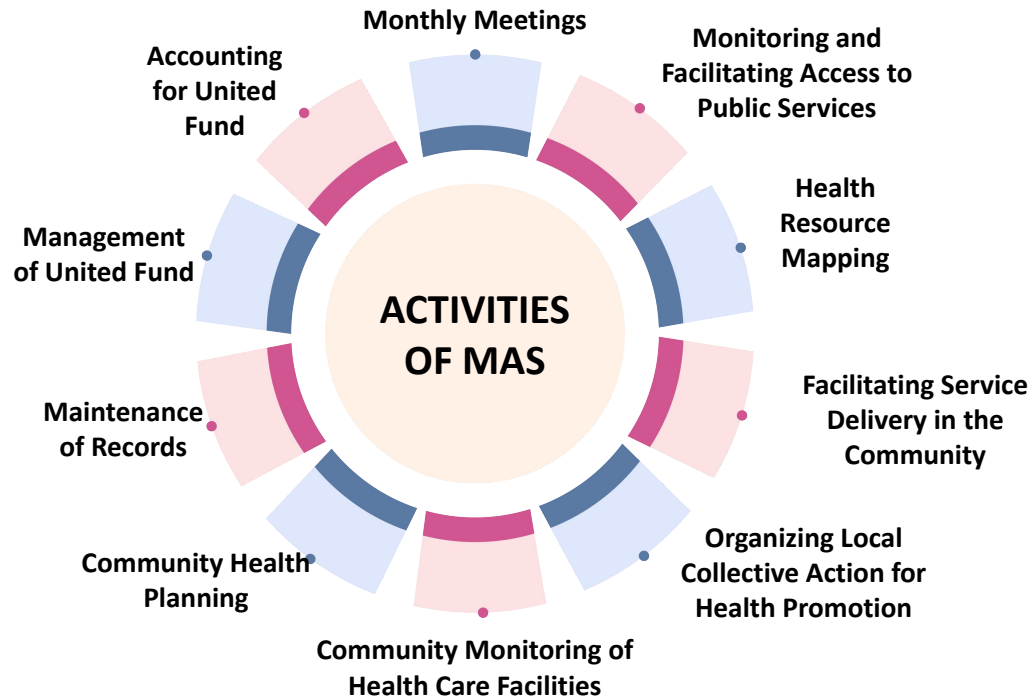 Monthly Meetings
Monitoring and
Facilitating Access to
Public Services
Health
Resource
Mapping
Facilitating Service
Delivery in the
Community
Organizing Local
Collective Action for
Health Promotion
Community Monitoring of
Health Care Facilities
Community Health
Planning
Maintenance
of Records
Management
of United Fund
Accounting
for United
Fund
ACTIVITIES
OF MAS